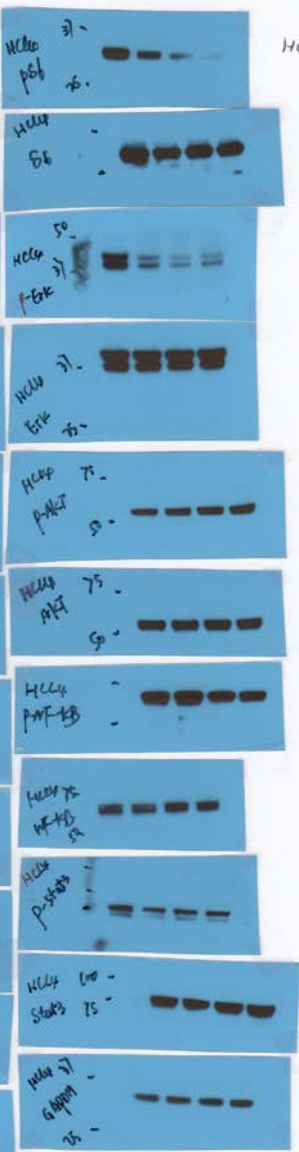 HCC4 37-
pS6
25-
HC
HCC4
S6
50
HCC4
37
P-Erk
HCC4 37-
Erk
25-
HCC4 75-
P-AKT
50-
HCC4 75-
AKT
50-
HCC4
P-NF-KB
HCC4 75
NF-KB
50
HCC4
P-Stat3
HCC4 100-
Stat3 75-
HCC4 37-
GAPDH
25-